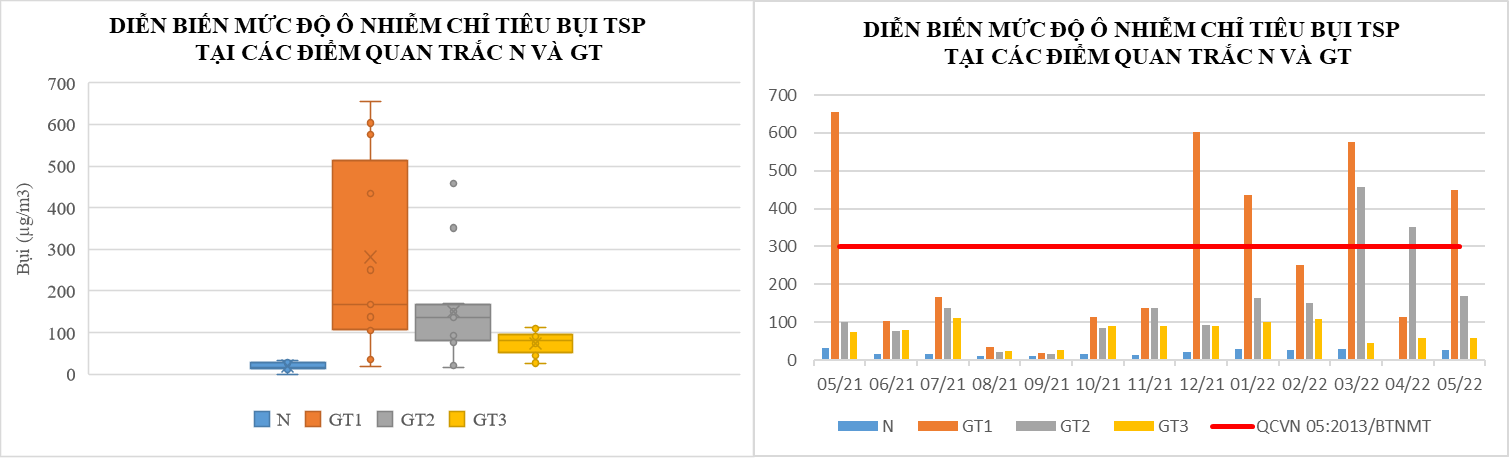 DIỄN BIẾN MỨC ĐỘ Ô NHIỄM CHỈ TIÊU BỤI TSP
TẠI CÁC ĐIỂM QUAN TRẮC N VÀ GT
700
600
500
400
300
200
100
0
Bụi (µg/m3)
N GT1 GT2 GT3
DIỄN BIẾN MỨC ĐỘ Ô NHIỄM CHỈ TIÊU BỤI TSP
TẠI CÁC ĐIỂM QUAN TRẮC N VÀ GT
700
600
500
400
300
200
100
0
05/21 06/21 07/21 08/21 09/21 10/21 11/21 12/21 01/22 02/22 03/22 04/22 05/22
N GT1 GT2 GT3 QCVN 05:2013/BTNMT